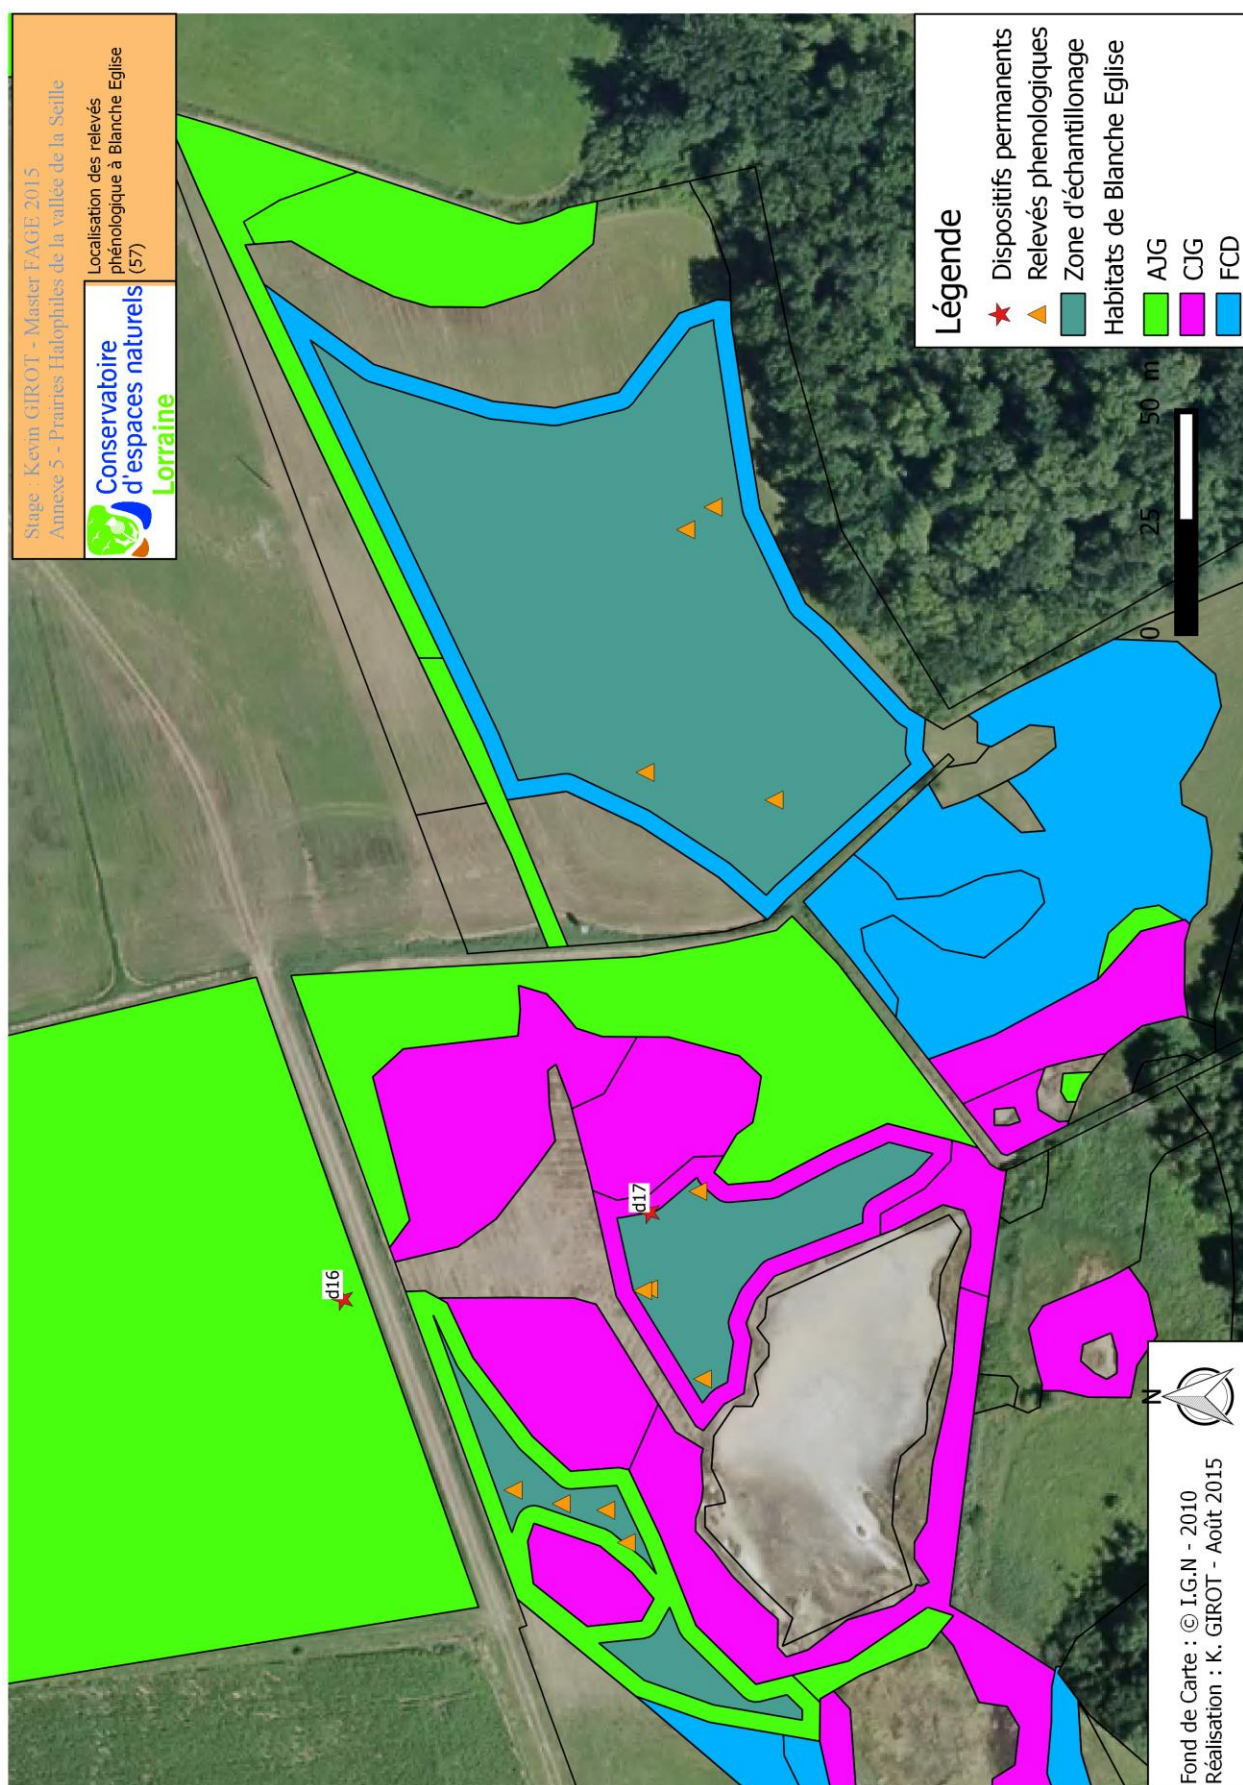 Stage : Kevin GIROT - Master FAGE 2015
Annexe 5 - Prairies Halophiles de la vallée de la Seille
Conservatoire
d'espaces naturels
Lorraine
Localisation des relevés
phénologique à Blanche Eglise
(57)
d16
d17
Légende
Dispositifs permanents
Relevés phenologiques
Zone d'échantillonage
Habitats de Blanche Eglise
AJG
CJG
FCD
0 25 50 m
N
Fond de Carte : © I.G.N - 2010
Réalisation : K. GIROT - Août 2015